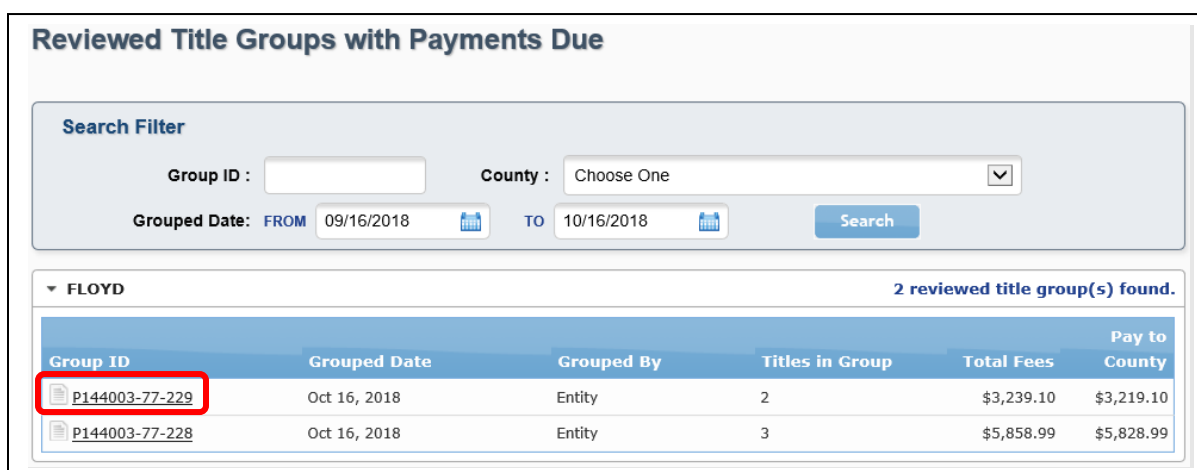 Reviewed Title Groups with Payments Due
Search Filter
Group ID : County : Choose One
Grouped Date: FROM 09/16/2018 TO 10/16/2018 Search
FLOYD 2 reviewed title group(s) found.
Group ID Grouped Date Grouped By Titles in Group Total Fees Pay to County
P144003-77-229 Oct 16, 2018 Entity 2 $3,239.10 $3,219.10
P144003-77-228 Oct 16, 2018 Entity 3 $5,858.99 $5,828.99